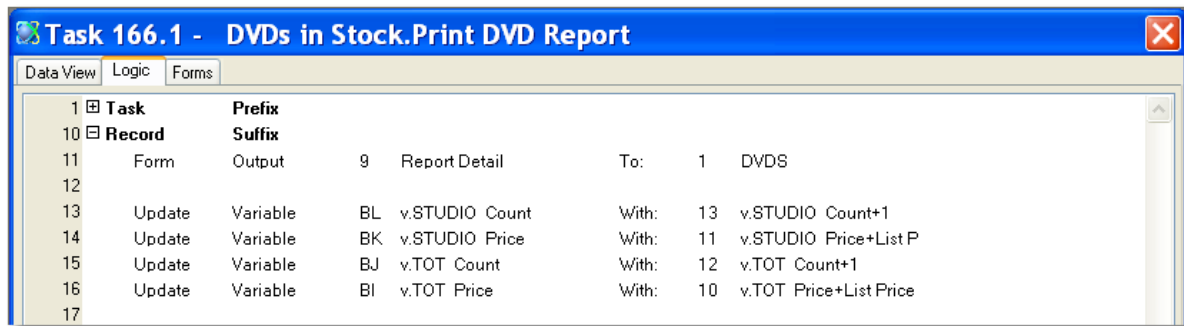 Task 166.1 - DVDs in Stock.Print DVD Report
Data View Logic Forms
1 Task Prefix
10 Record Suffix
11 Form Output 9 Report Detail To: 1 DVDS
12
13 Update Variable BL v.STUDIO Count With: 13 v.STUDIO Count+1
14 Update Variable BK v.STUDIO Price With: 11 v.STUDIO Price+List P
15 Update Variable BJ v.TOT Count With: 12 v.TOT Count+1
16 Update Variable BI v.TOT Price With: 10 v.TOT Price+List Price
17